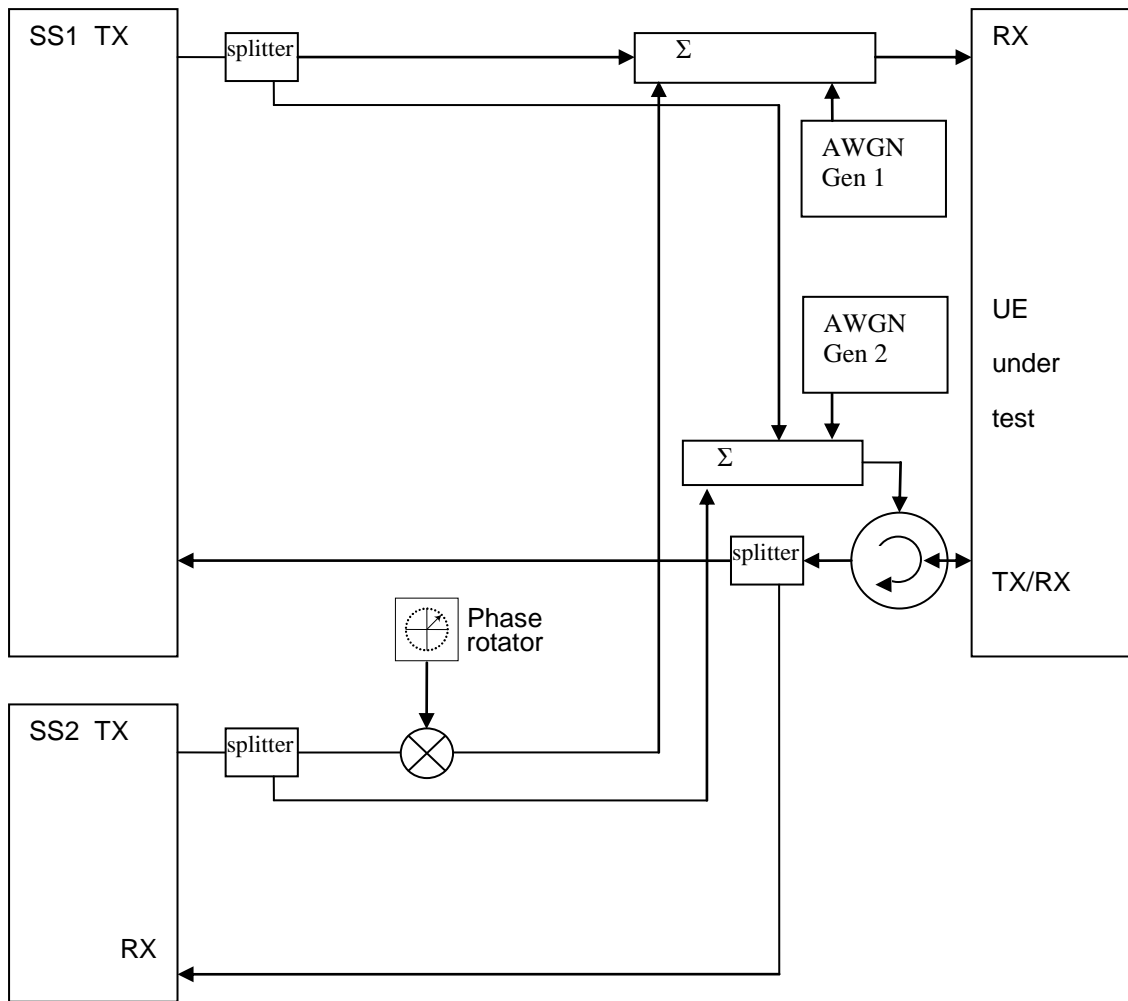 SS1 TX
splitter
Σ
RX
AWGN
Gen 1
AWGN
Gen 2
UE
under
test
Σ
splitter
TX/RX
Phase
rotator
SS2 TX
splitter
RX